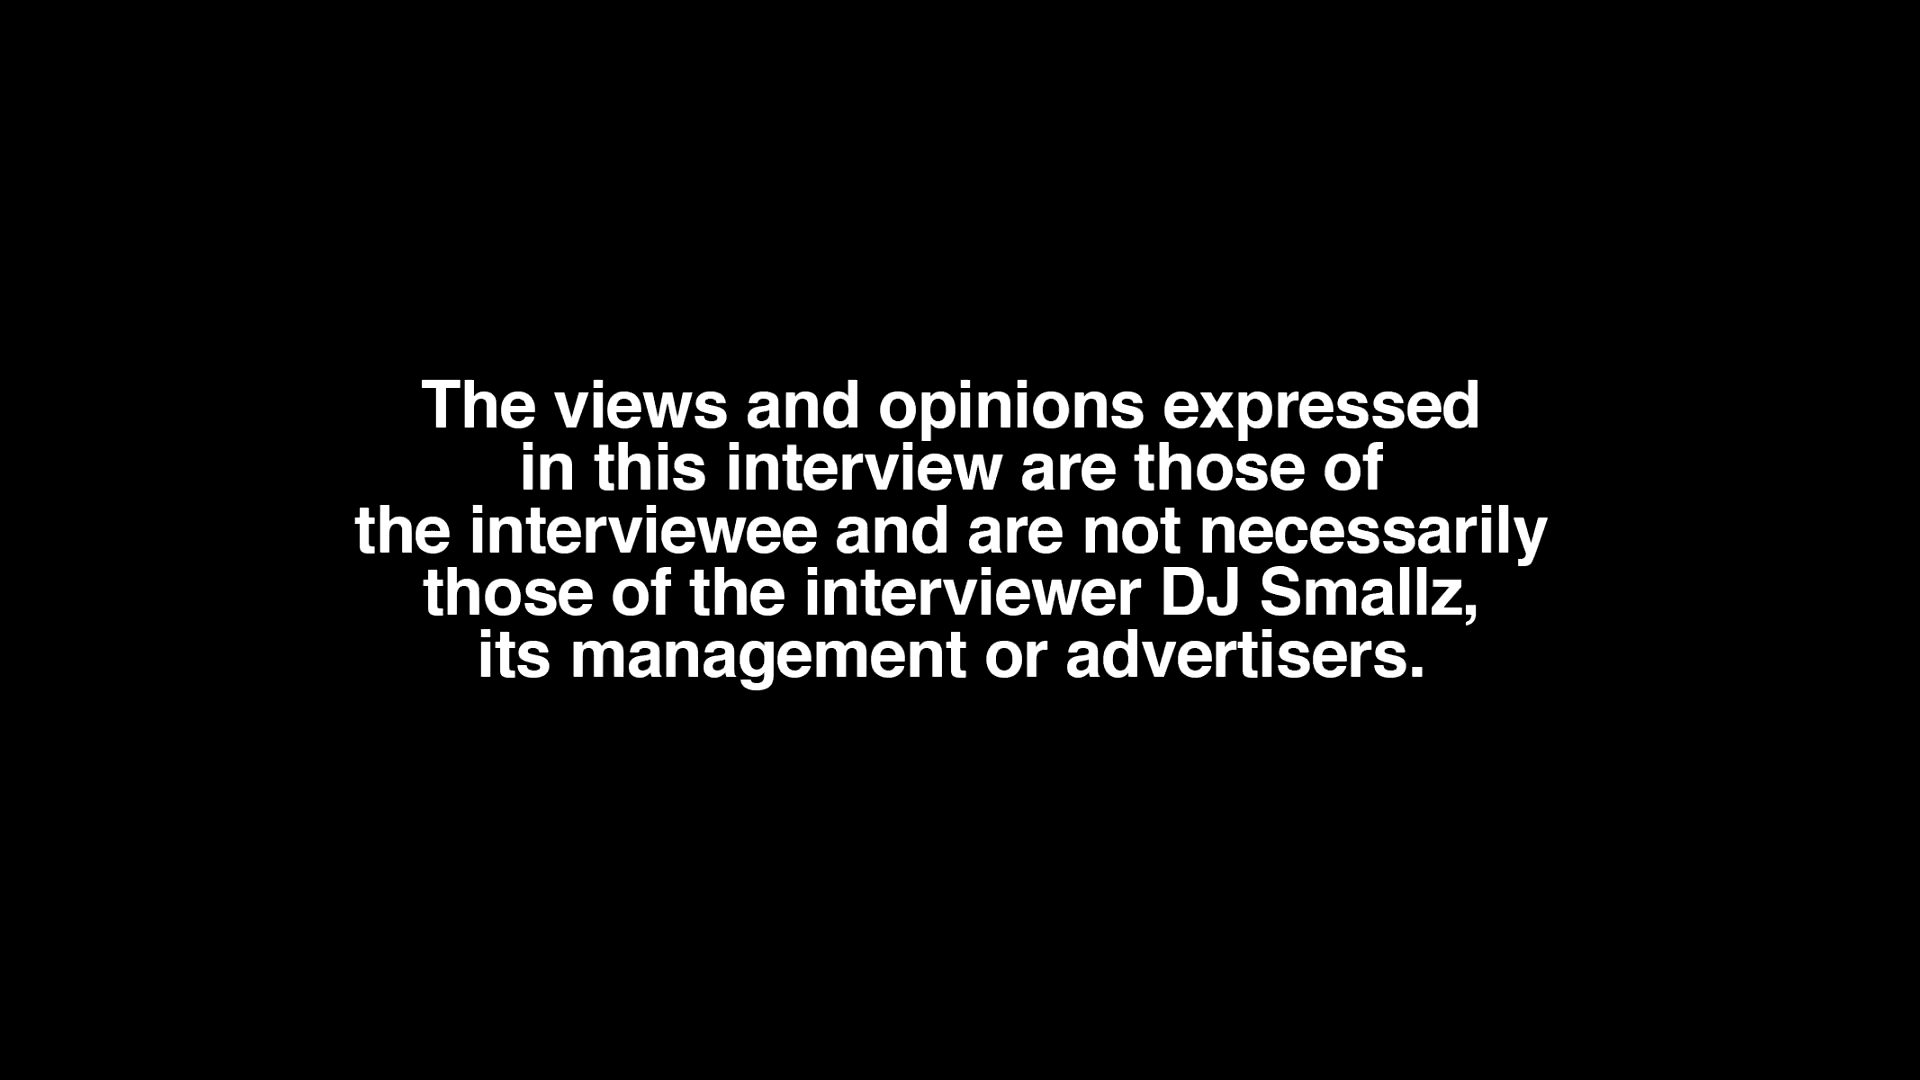 The views and opinions expressed
in this interview are those of
the interviewee and are not necessarily
those of the interviewer DJ Smallz,
its management or advertisers.